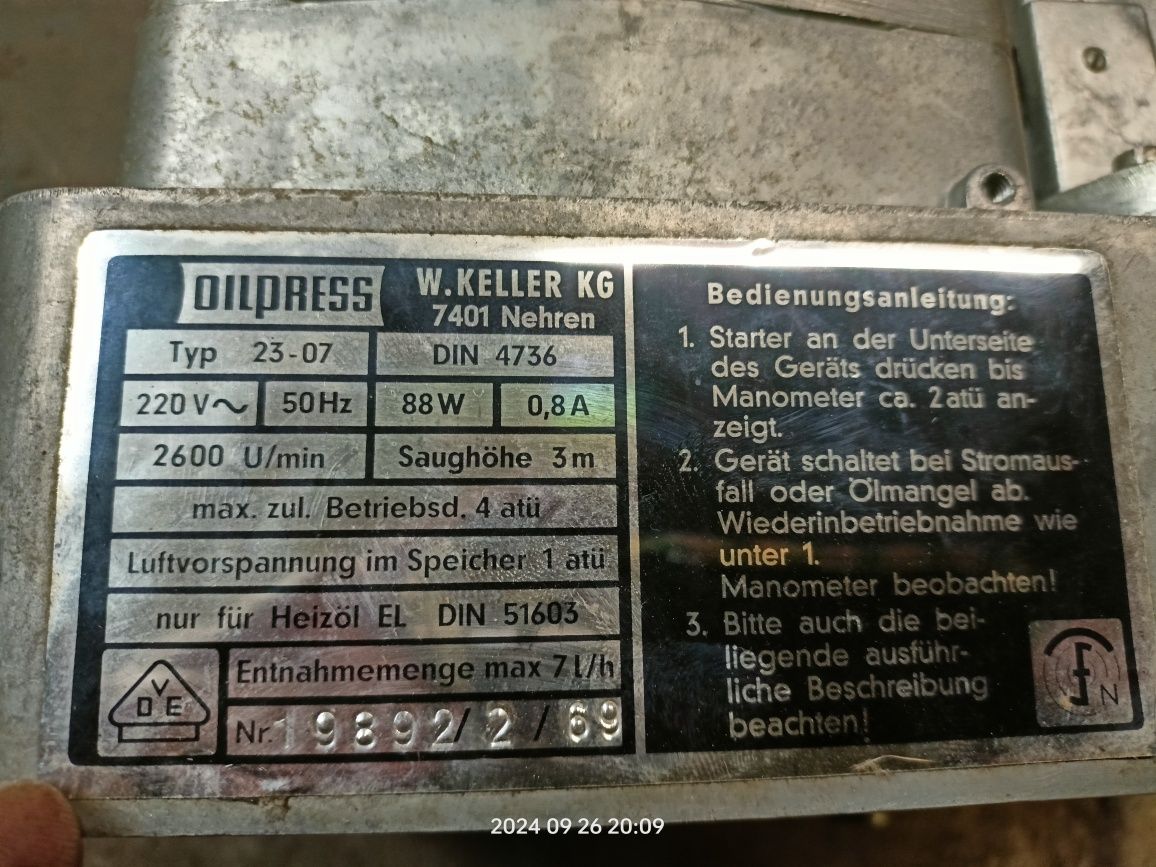 OILPRESS
W. KELLER KG
7401 Nehren
Typ 23-07
DIN 4736
220 V~
50 Hz
88 W
0,8 A
2600 U/min
Saughöhe 3 m
max. zul. Betriebsd. 4 atü
Luftvorspannung im Speicher 1 atü
nur für Heizöl EL DIN 51603
VDE
Entnahmemenge max 7 l/h
Nr. 19892/2/69
Bedienungsanleitung:
1. Starter an der Unterseite
des Geräts drücken bis
Manometer ca. 2 atü an-
zeigt.
2. Gerät schaltet bei Stromaus-
fall oder Ölmangel ab.
Wiederinbetriebnahme wie
unter 1.
Manometer beobachten!
3. Bitte auch die bei-
liegende ausführ-
liche Beschreibung
beachten!
F N
2024 09 26 20:09